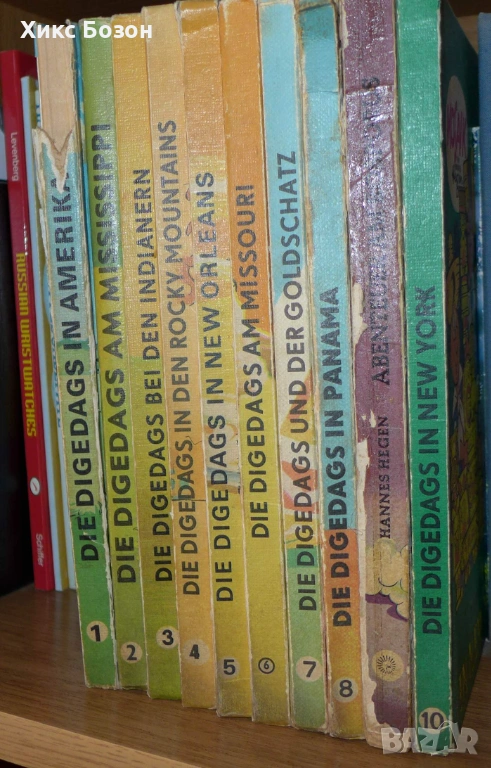 Хикс Бозон
Levenberg
RUSSIAN WRISTWATCHES
Schiffer
DIE DIGEDAGS IN AMERIKA
1
DIE DIGEDAGS AM MISSISSIPPI
2
DIE DIGEDAGS BEI DEN INDIANERN
3
DIE DIGEDAGS IN DEN ROCKY MOUNTAINS
4
DIE DIGEDAGS IN NEW ORLEANS
5
DIE DIGEDAGS AM MISSOURI
6
DIE DIGEDAGS UND DER GOLDSCHATZ
7
DIE DIGEDAGS IN PANAMA
8
HANNES HEGEN
DIE DIGEDAGS IN NEW YORK
10
BAZAR